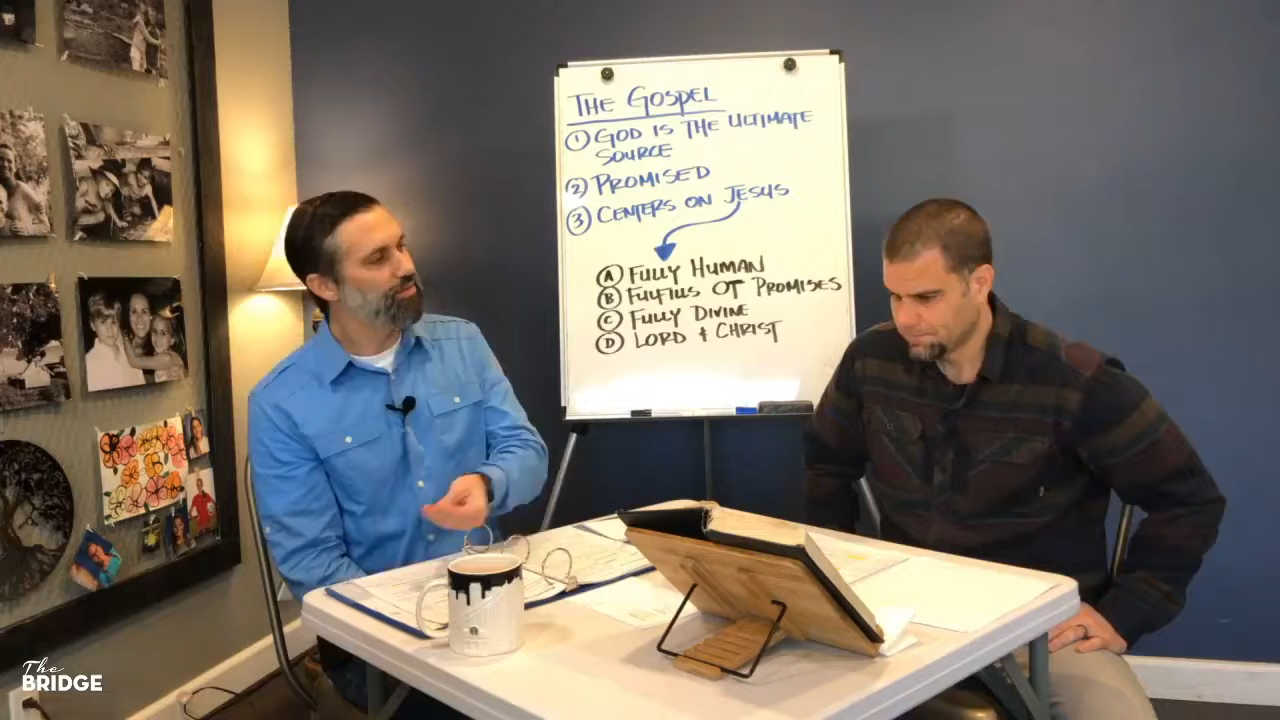 THE GOSPEL
① GOD IS THE ULTIMATE
SOURCE
② PROMISED
③ CENTERS ON JESUS
Ⓐ FULLY HUMAN
Ⓑ FULFILLS OT PROMISES
Ⓒ FULLY DIVINE
Ⓓ LORD & CHRIST
The
BRIDGE